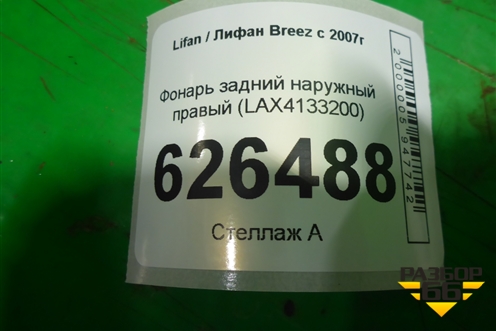 Lifan / Лифан Breez с 2007г
Фонарь задний наружный
правый (LAX4133200)
626488
Стеллаж А
2000005947742
РАЗБОР
66